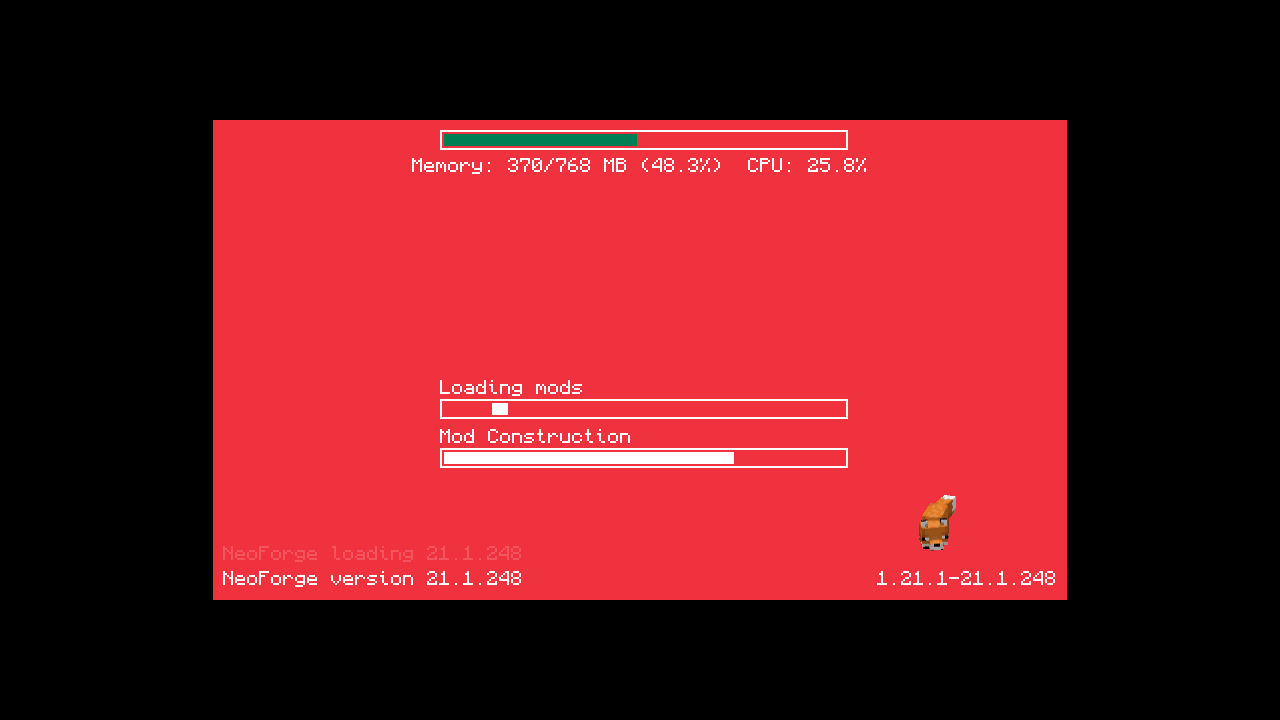 Memory: 370/768 MB (48.3%)  CPU: 25.8%
Loading mods
Mod Construction
NeoForge loading 21.1.248
NeoForge version 21.1.248
1.21.1-21.1.248